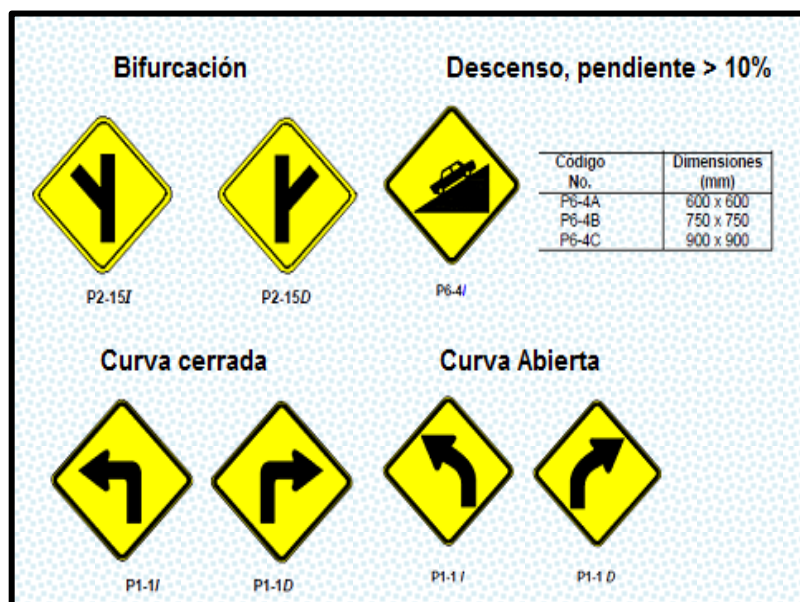 Bifurcación
Descenso, pendiente > 10%
Código No.
Dimensiones (mm)
P6-4A 600 x 600
P6-4B 750 x 750
P6-4C 900 x 900
P2-15I
P2-15D
P6-4I
Curva cerrada
Curva Abierta
P1-1I
P1-1D
P1-1 I
P1-1 D